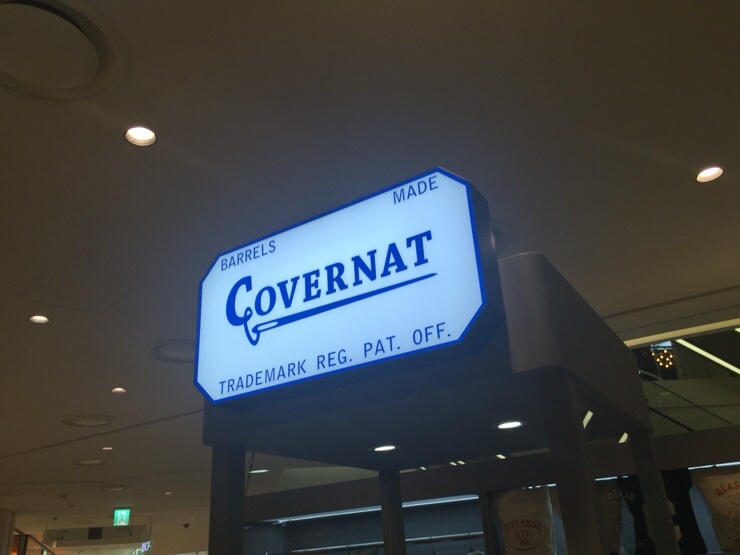 BARRELS MADE
COVERNAT
TRADEMARK REG. PAT. OFF.